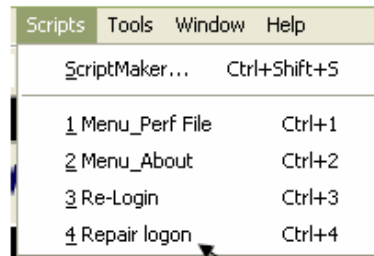 Scripts Tools Window Help
ScriptMaker... Ctrl+Shift+S
1 Menu_Perf File Ctrl+1
2 Menu_About Ctrl+2
3 Re-Login Ctrl+3
4 Repair logon Ctrl+4